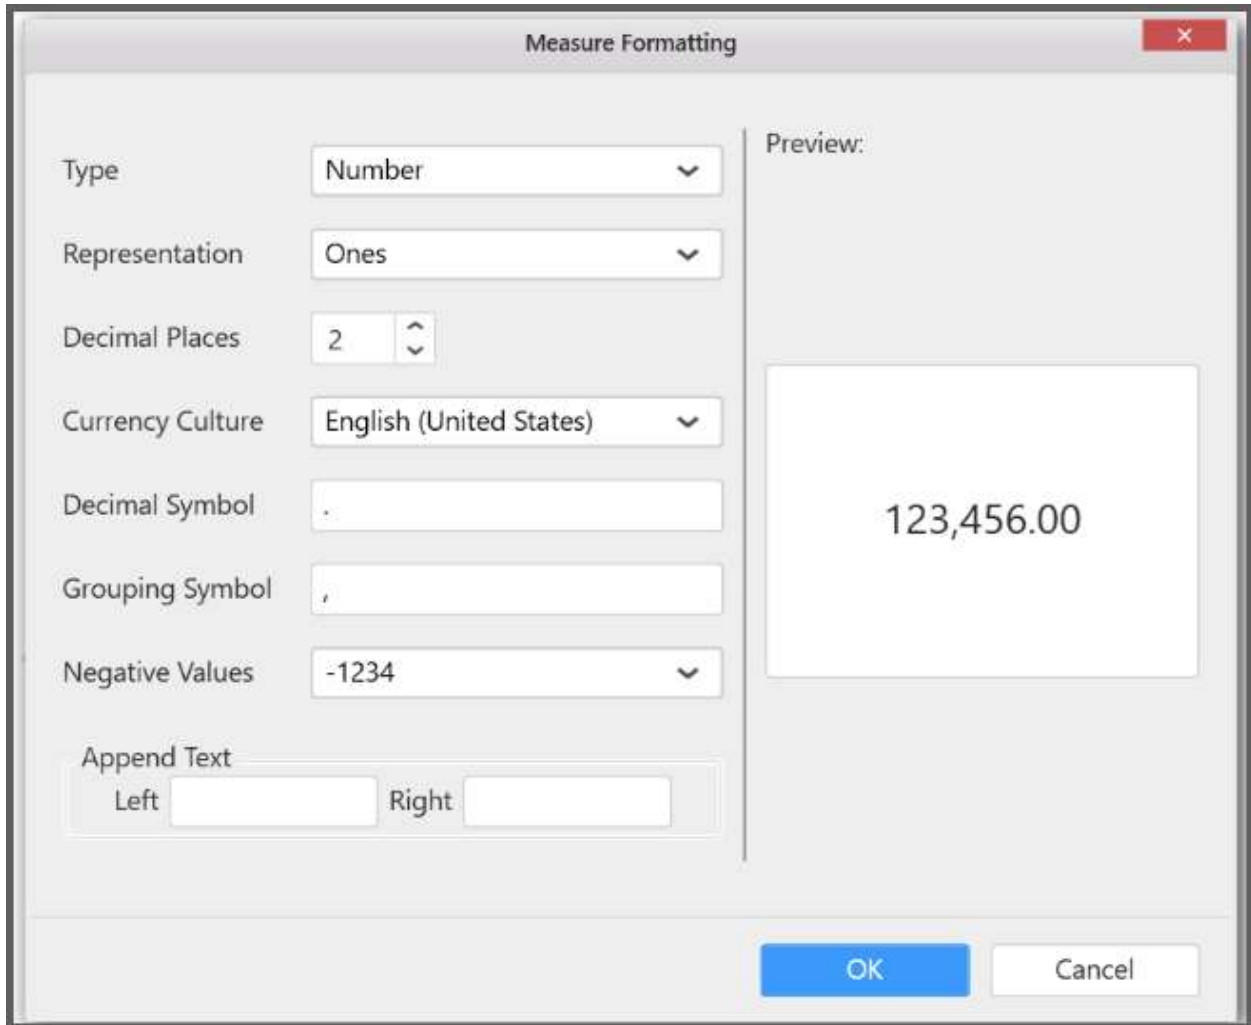 Measure Formatting
Type Number
Representation Ones
Decimal Places 2
Currency Culture English (United States)
Decimal Symbol .
Grouping Symbol ,
Negative Values -1234
Append Text
Left Right
Preview:
123,456.00
OK Cancel